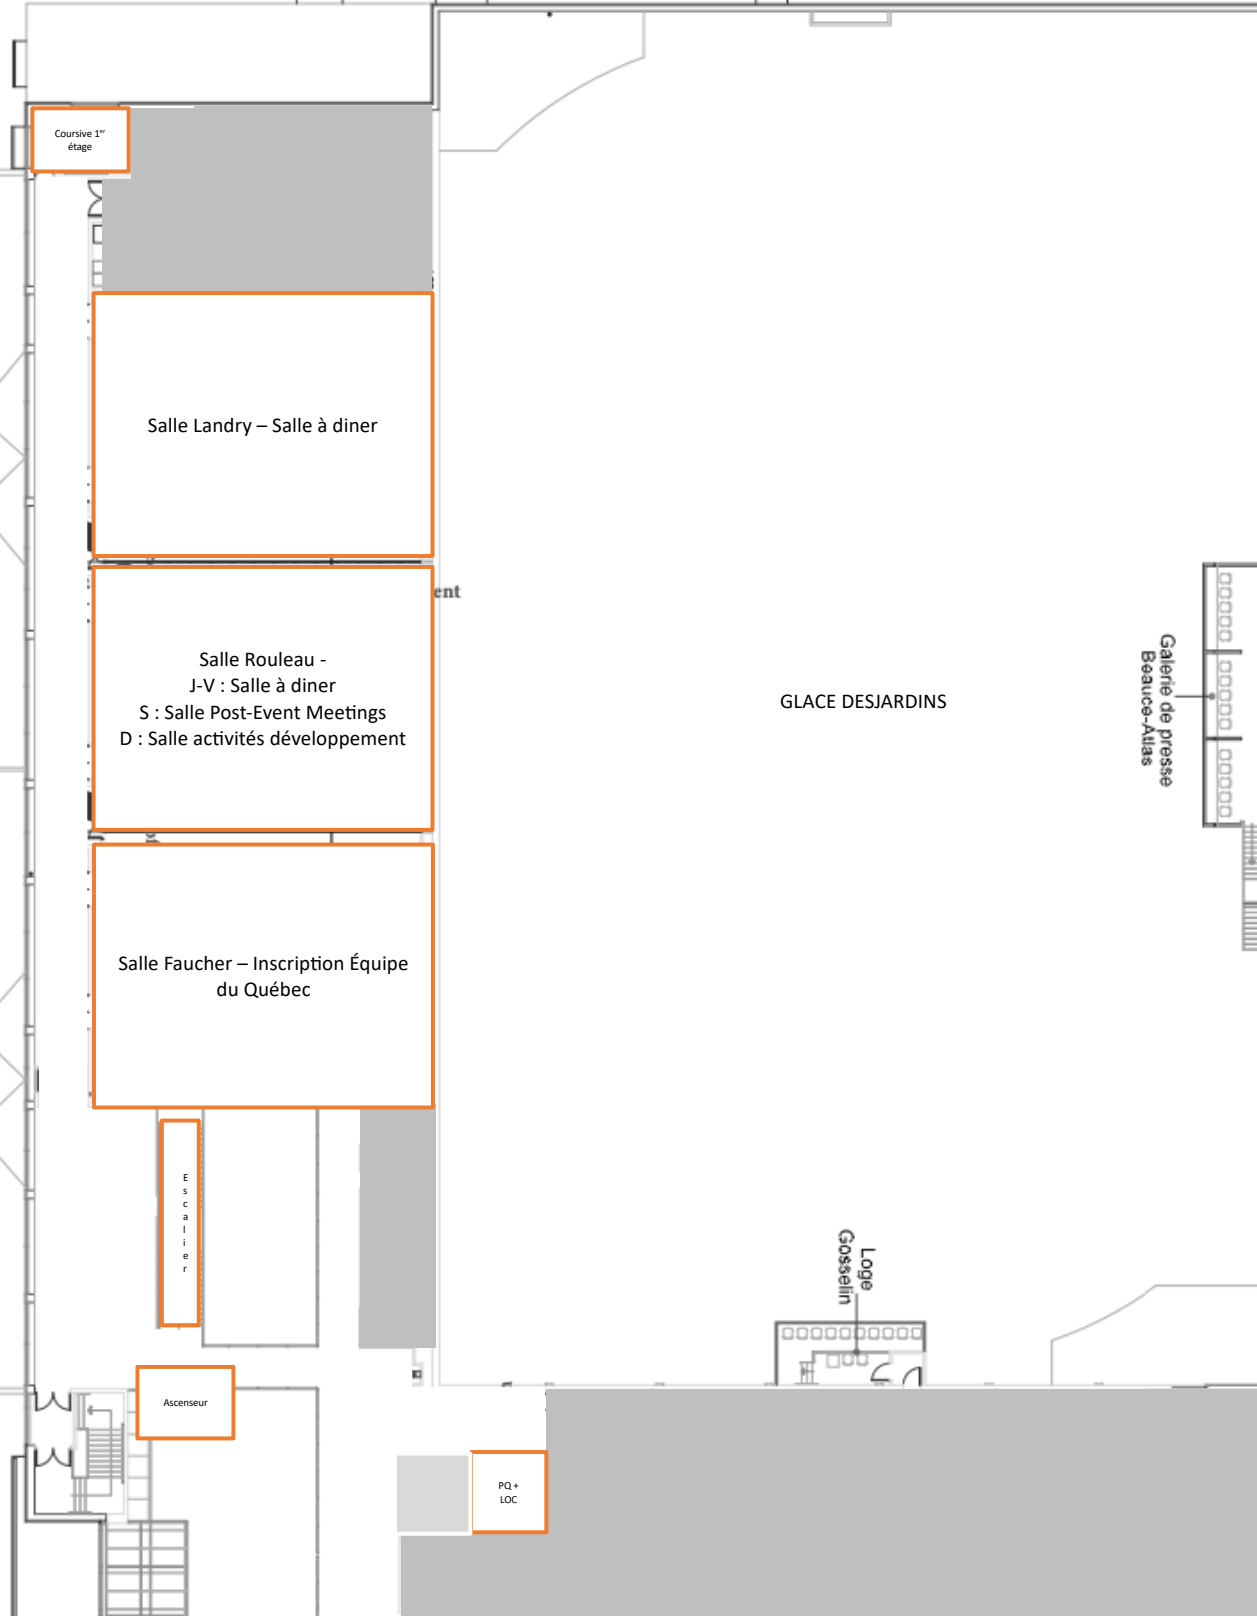 Coursive 1er
étage
Salle Landry – Salle à diner
ent
Salle Rouleau -
J-V : Salle à diner
S : Salle Post-Event Meetings
D : Salle activités développement
GLACE DESJARDINS
Galerie de presse
Beauce-Atlas
Salle Faucher – Inscription Équipe
du Québec
Escalier
Loge
Gosselin
Ascenseur
PQ +
LOC